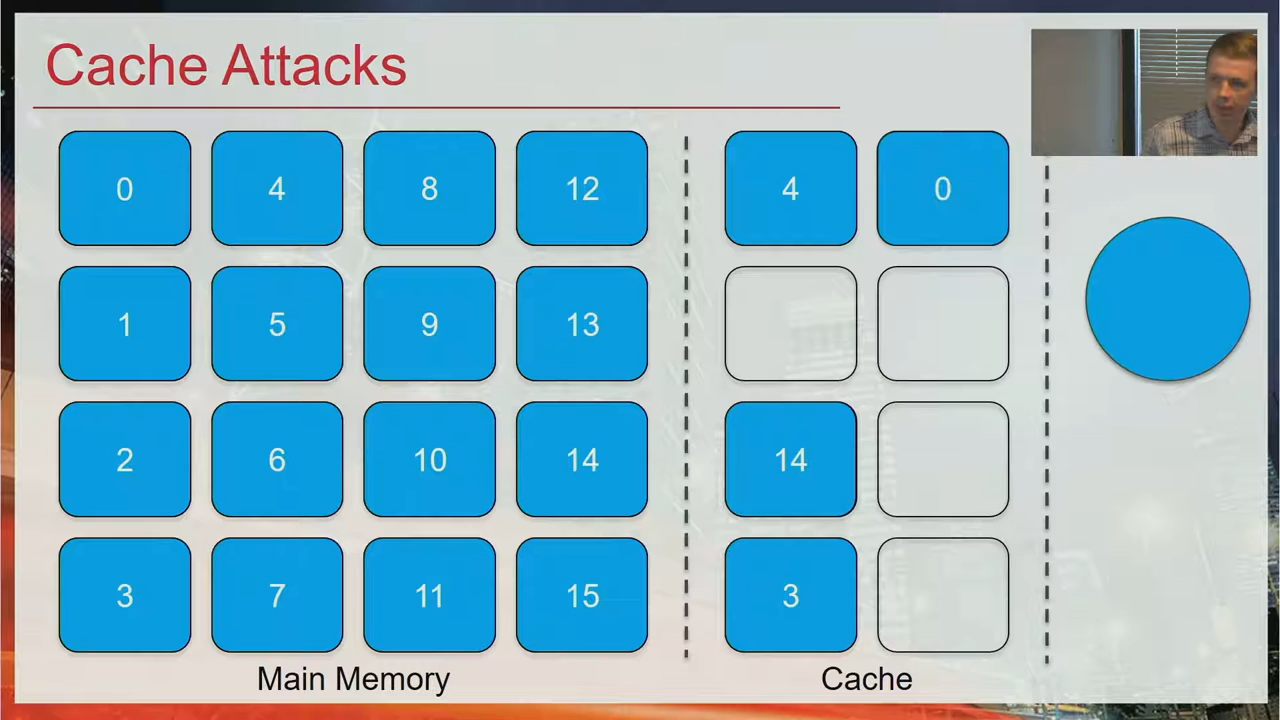 Cache Attacks
0 4 8 12 4 0
1 5 9 13
2 6 10 14 14
3 7 11 15 3
Main Memory Cache